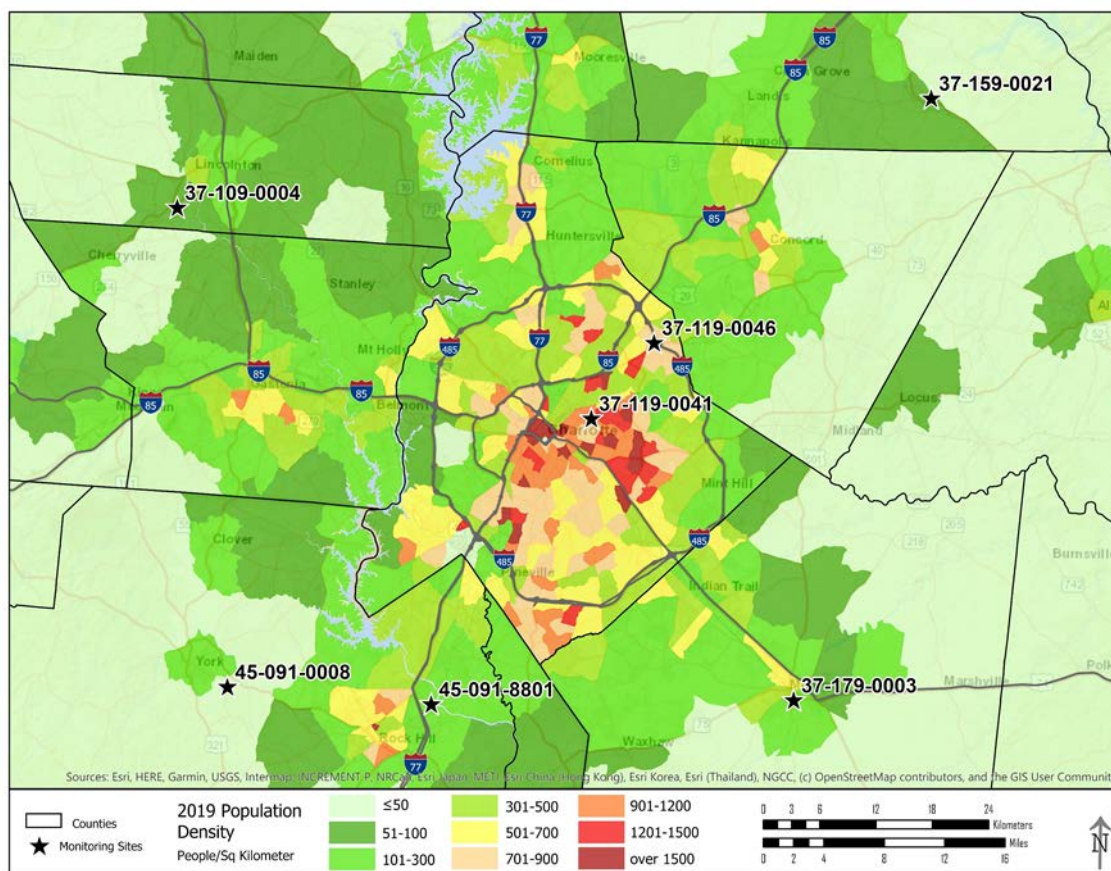 77
85
Mooresville
Maiden
85
China Grove
37-159-0021
Landis
Kannapolis
Lincolnton
Cornelius
37-109-0004
77
85
Huntersville
Concord
Cherryville
Stanley
Mt Holly
485
77
37-119-0046
85
485
85
Gastonia
85
85
Belmont
Locus
37-119-0041
Charlotte
Midland
Mint Hill
Clover
485
485
Pineville
Indian Trail
Burnsville
York
45-091-0008
45-091-8801
37-179-0003
Marshville
Rock Hill
Waxhaw
77
Sources: Esri, HERE, Garmin, USGS, Intermap, INCREMENT P, NRCan, Esri Japan, METI, Esri China (Hong Kong), Esri Korea, Esri (Thailand), NGCC, (c) OpenStreetMap contributors, and the GIS User Communit
Counties
Monitoring Sites
2019 Population
Density
People/Sq Kilometer
≤50
51-100
101-300
301-500
501-700
701-900
901-1200
1201-1500
over 1500
0 3 6 12 18 24
Kilometers
Miles
0 2 4 8 12 16
N